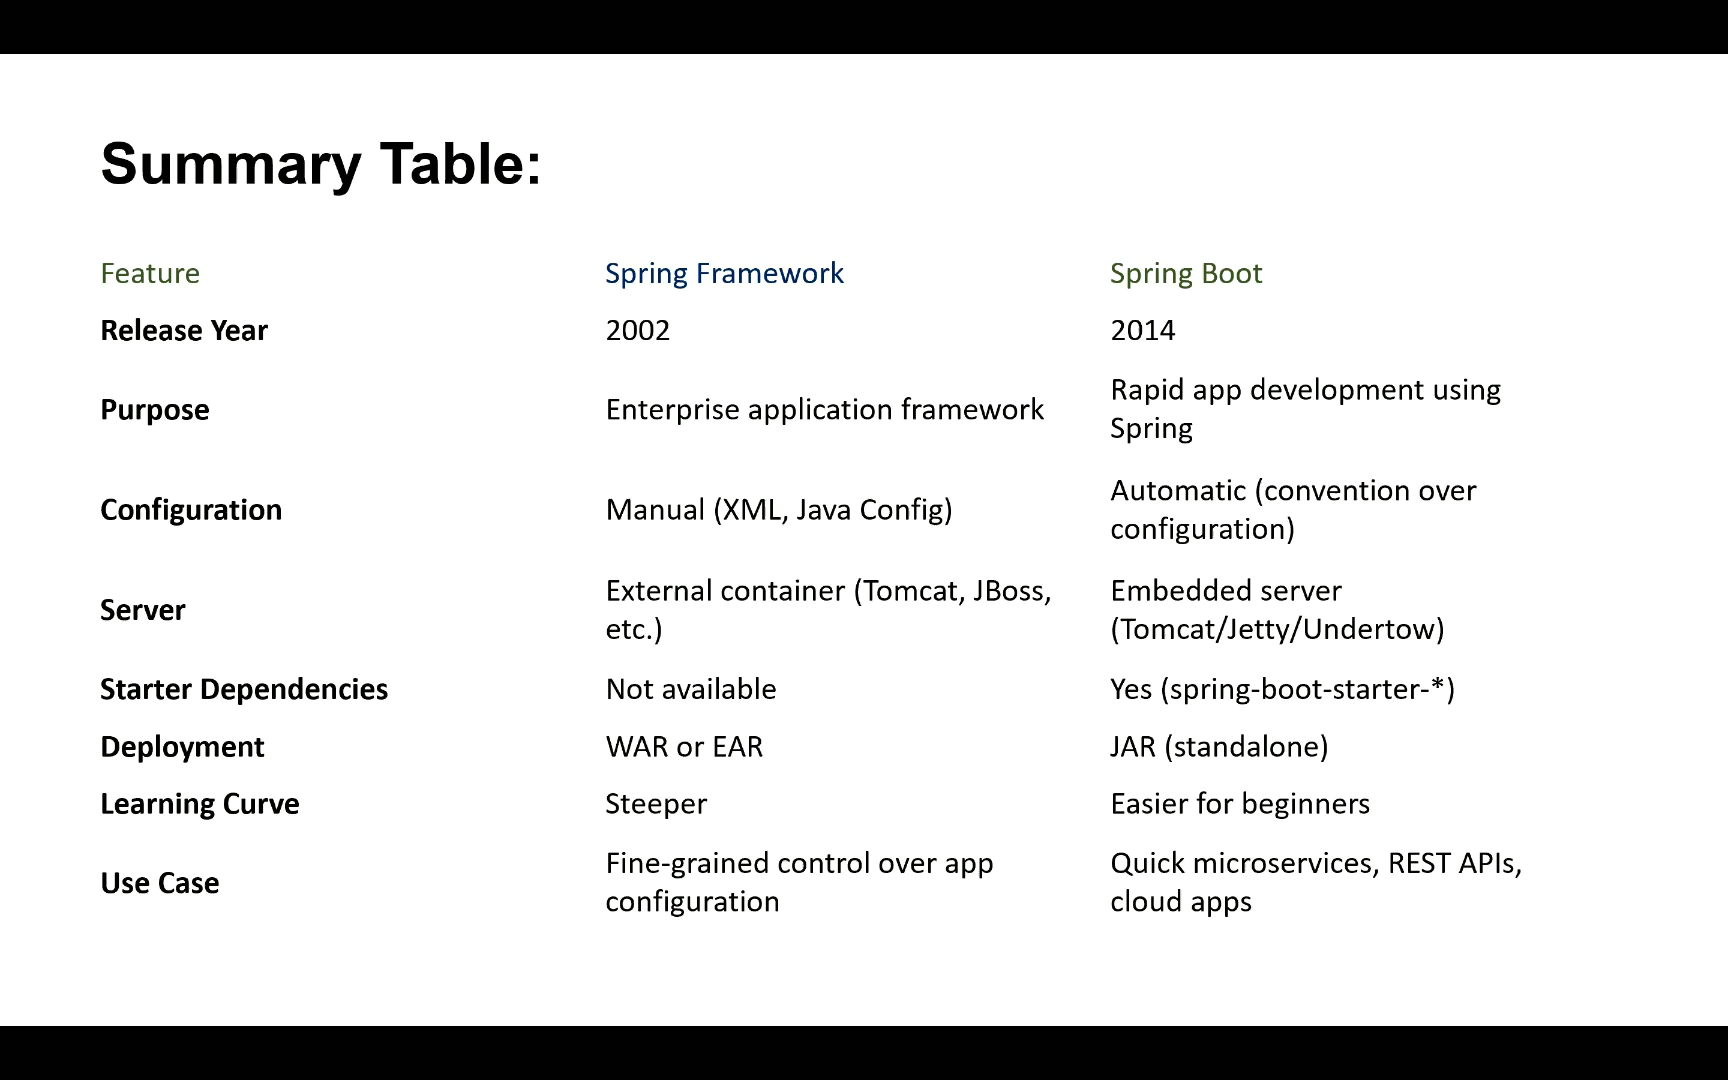 Summary Table:
Feature Spring Framework Spring Boot
Release Year 2002 2014
Purpose Enterprise application framework Rapid app development using
Spring
Configuration Manual (XML, Java Config) Automatic (convention over
configuration)
Server External container (Tomcat, JBoss,
etc.) Embedded server
(Tomcat/Jetty/Undertow)
Starter Dependencies Not available Yes (spring-boot-starter-*)
Deployment WAR or EAR JAR (standalone)
Learning Curve Steeper Easier for beginners
Use Case Fine-grained control over app
configuration Quick microservices, REST APIs,
cloud apps